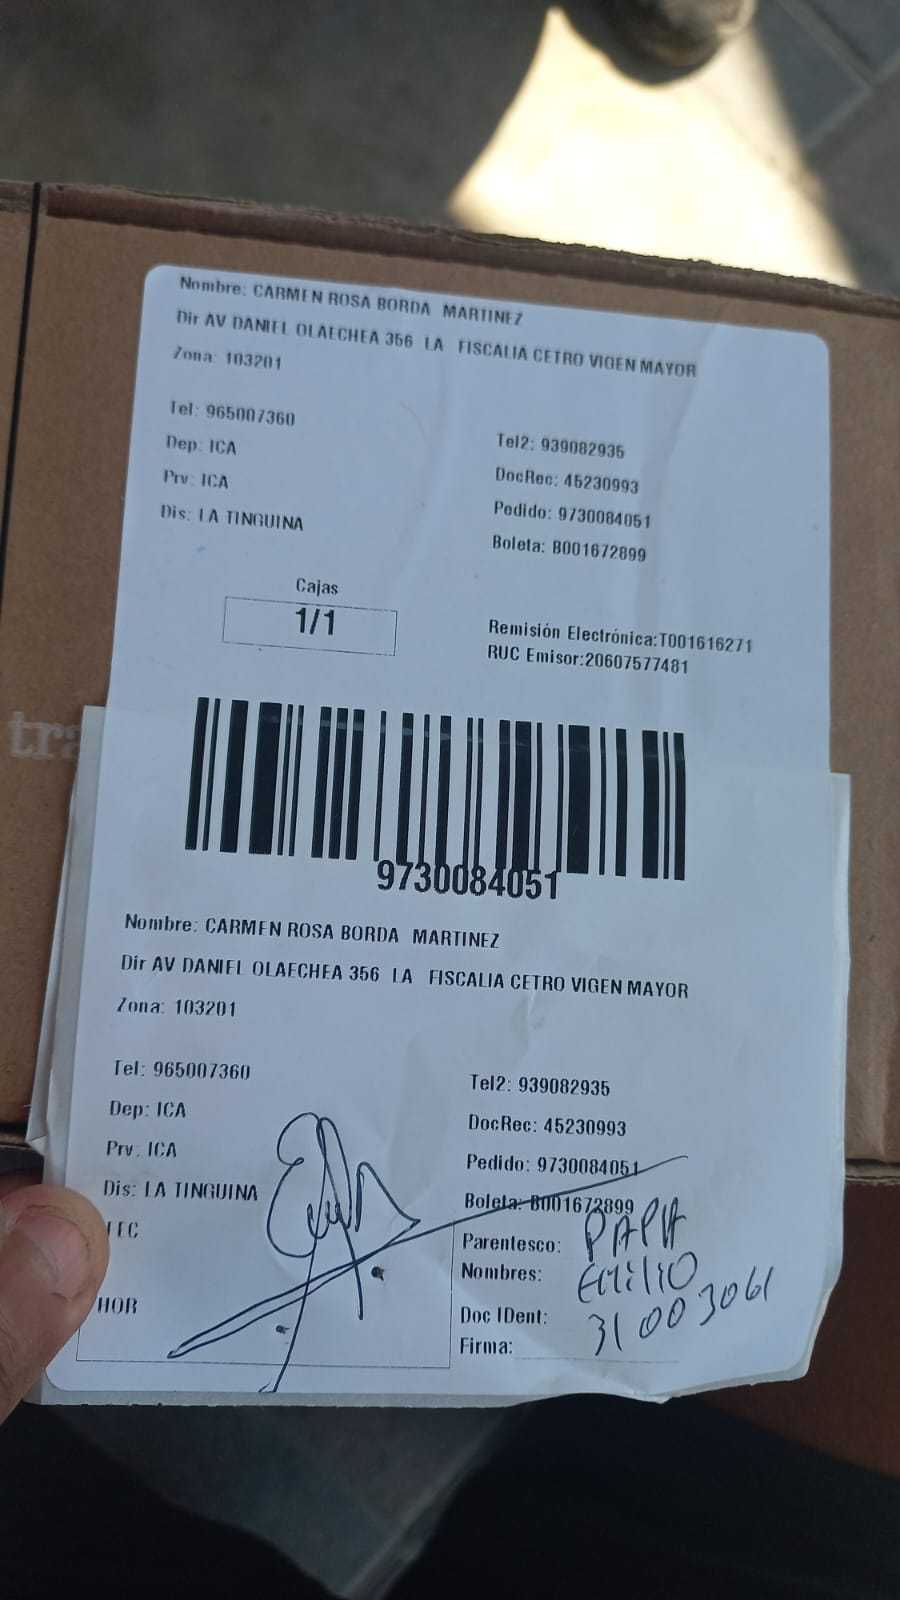 Nombre: CARMEN ROSA BORDA MARTINEZ
Dir AV DANIEL OLAECHEA 356 LA FISCALIA CETRO VIGEN MAYOR
Zona: 103201
Tel: 965007360
Tel2: 939082935
Dep: ICA
DocRec: 45230993
Prv: ICA
Pedido: 9730084051
Dis: LA TINGUINA
Boleta: B001672899
Cajas
1/1
Remisión Electrónica:T001616271
RUC Emisor:20607577481
tra
9730084051
Nombre: CARMEN ROSA BORDA MARTINEZ
Dir AV DANIEL OLAECHEA 356 LA FISCALIA CETRO VIGEN MAYOR
Zona: 103201
Tel: 965007360
Tel2: 939082935
Dep: ICA
DocRec: 45230993
Prv: ICA
Pedido: 9730084051
Dis: LA TINGUINA
Boleta: B001672899
FEC
Parentesco: PAPA
Nombres: EMILIO
HOR
Doc IDent: 31003061
Firma: